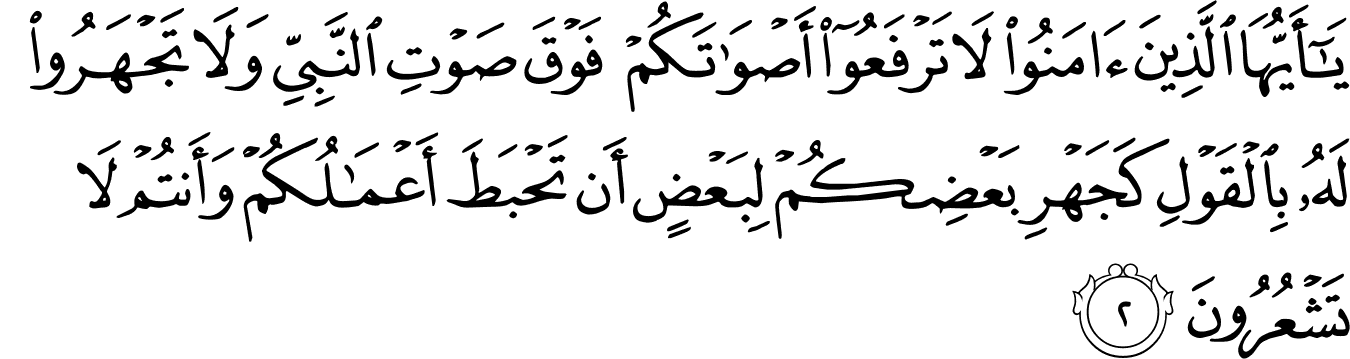 يَـٰٓأَيُّهَا ٱلَّذِينَ ءَامَنُوا۟ لَا تَرْفَعُوٓا۟ أَصْوَٰتَكُمْ فَوْقَ صَوْتِ ٱلنَّبِىِّ وَلَا تَجْهَرُوا۟
لَهُۥ بِٱلْقَوْلِ كَجَهْرِ بَعْضِكُمْ لِبَعْضٍ أَن تَحْبَطَ أَعْمَـٰلُكُمْ وَأَنتُمْ لَا
تَشْعُرُونَ ٢